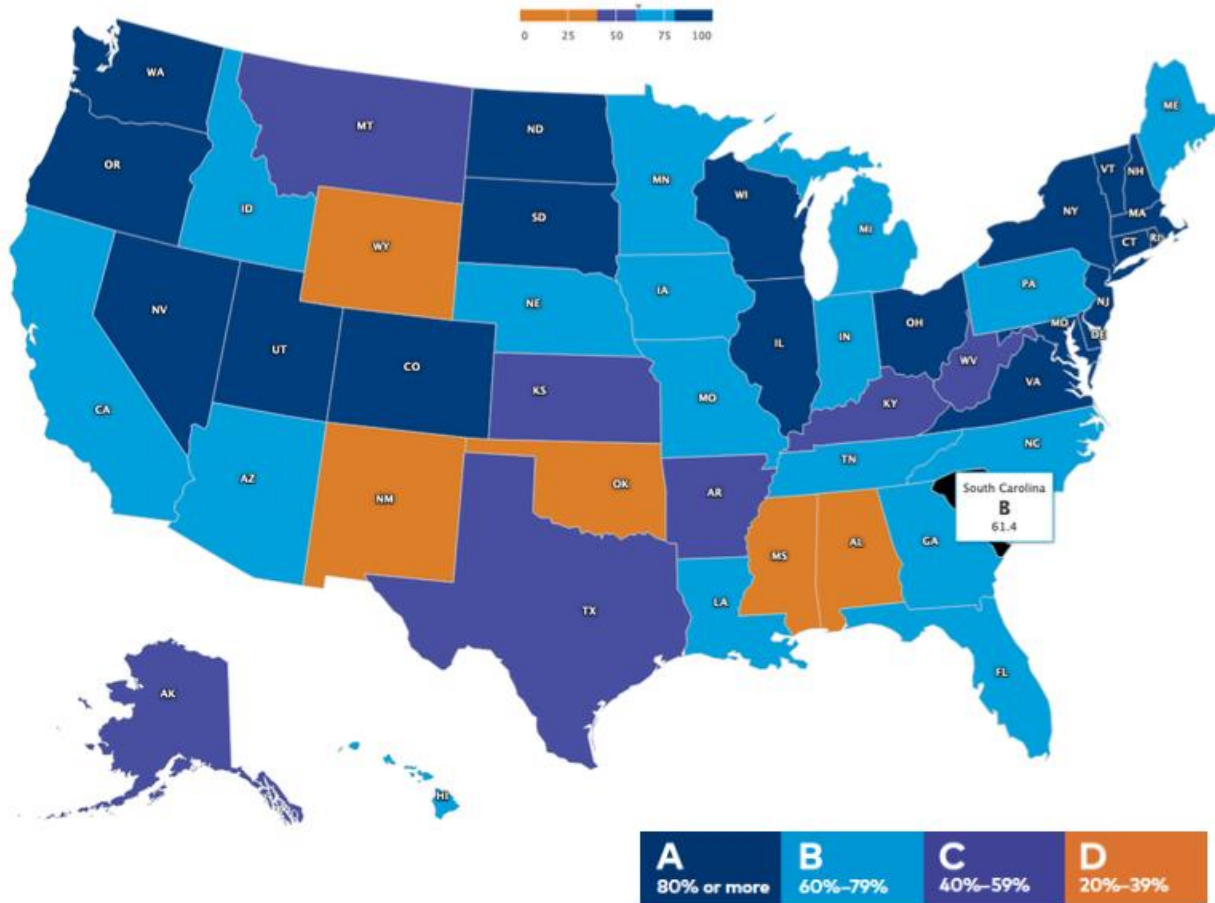 0 25 50 75 100
WA
MT
ND
ME
OR
MN
VT
NH
ID
SD
WI
NY
MA
WY
MI
CT
RI
IA
PA
NE
NJ
NV
OH
MD
DE
UT
IL
IN
CO
WV
VA
KS
MO
KY
CA
NC
TN
AZ
OK
AR
South Carolina
B
61.4
NM
MS
AL
GA
LA
TX
FL
AK
HI
A
80% or more
B
60%–79%
C
40%–59%
D
20%–39%